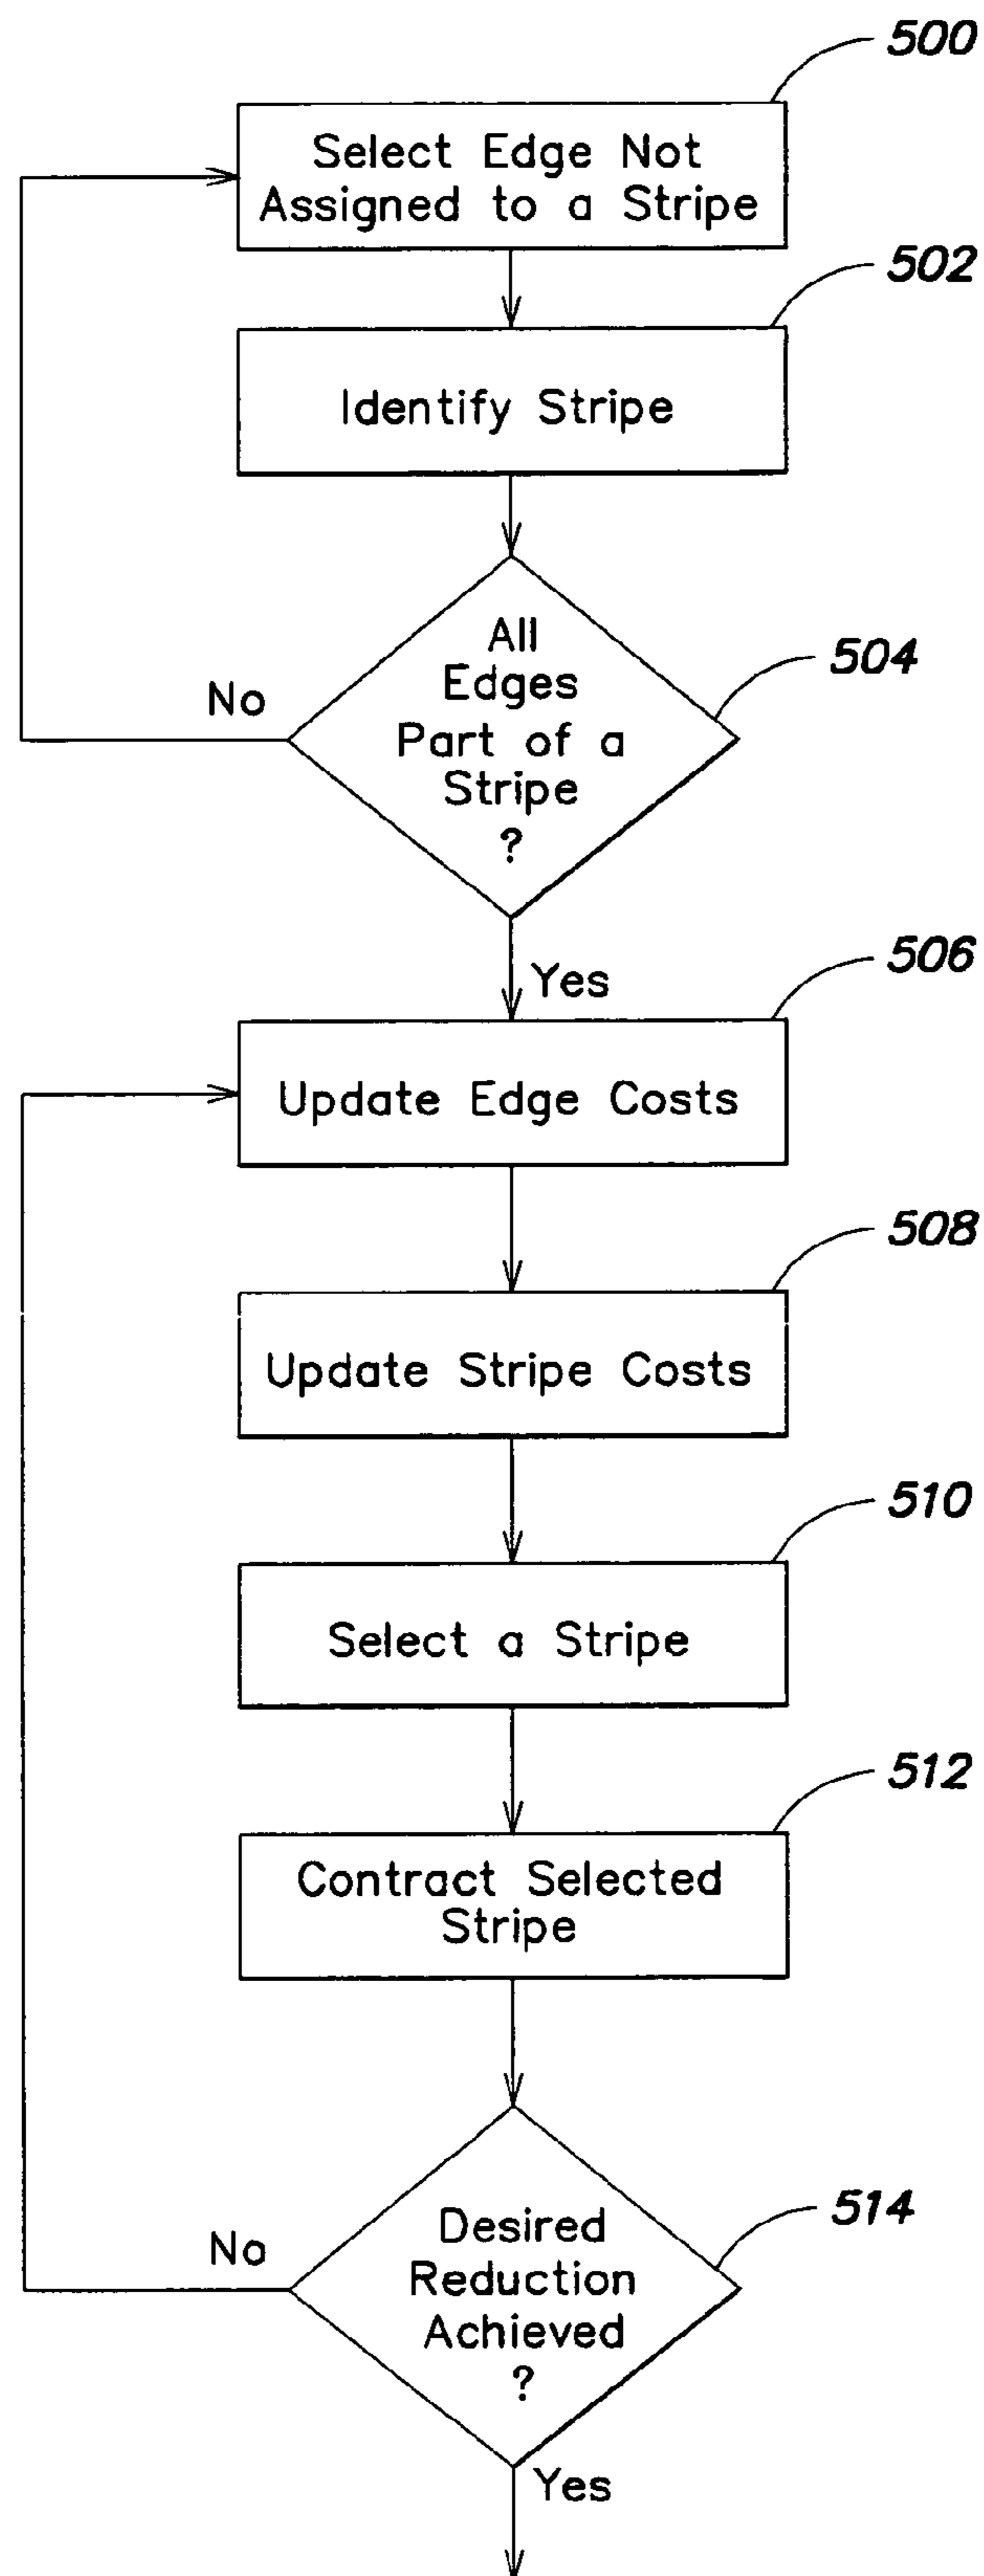 500
Select Edge Not
Assigned to a Stripe
502
Identify Stripe
504
All
Edges
Part of a
Stripe
?
No
Yes
506
Update Edge Costs
508
Update Stripe Costs
510
Select a Stripe
512
Contract Selected
Stripe
514
Desired
Reduction
Achieved
?
No
Yes